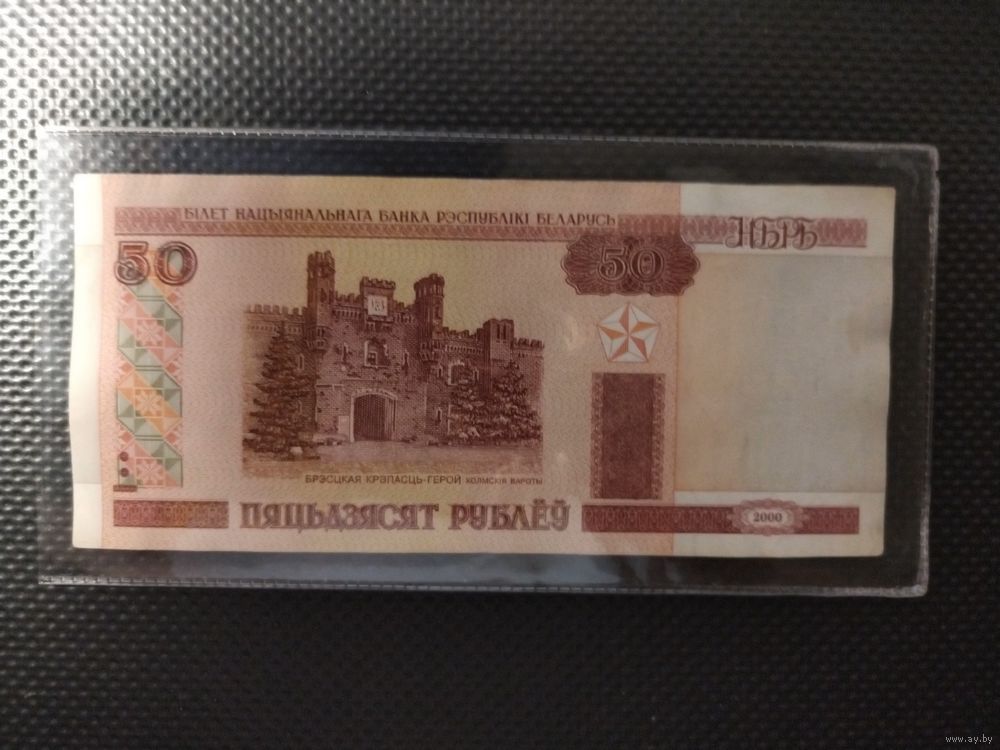 БІЛЕТ НАЦЫЯНАЛЬНАГА БАНКА РЭСПУБЛІКІ БЕЛАРУСЬ
НБРБ
50
50
БРЭСЦКАЯ КРЭПАСЦЬ-ГЕРОЙ ХОЛМСКІЯ ВАРОТЫ
ПЯЦЬДЗЯСЯТ РУБЛЁЎ
2000
www.ay.by